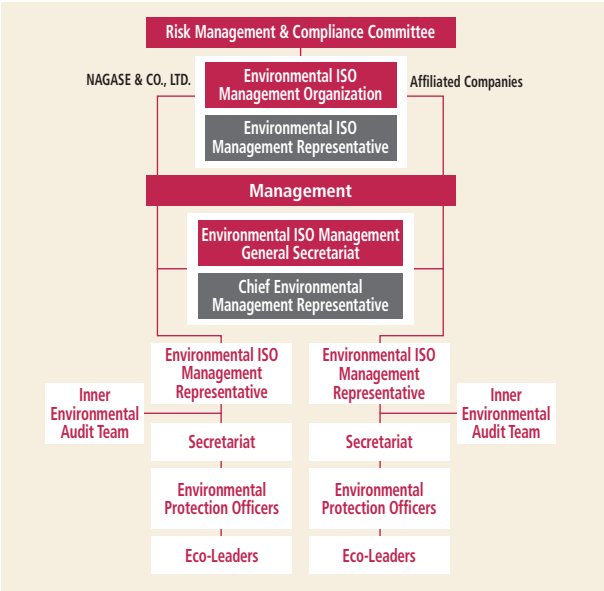 Risk Management & Compliance Committee
NAGASE & CO., LTD.
Environmental ISO
Management Organization
Affiliated Companies
Environmental ISO
Management Representative
Management
Environmental ISO Management
General Secretariat
Chief Environmental
Management Representative
Environmental ISO
Management
Representative
Environmental ISO
Management
Representative
Inner
Environmental
Audit Team
Inner
Environmental
Audit Team
Secretariat
Secretariat
Environmental
Protection Officers
Environmental
Protection Officers
Eco-Leaders
Eco-Leaders